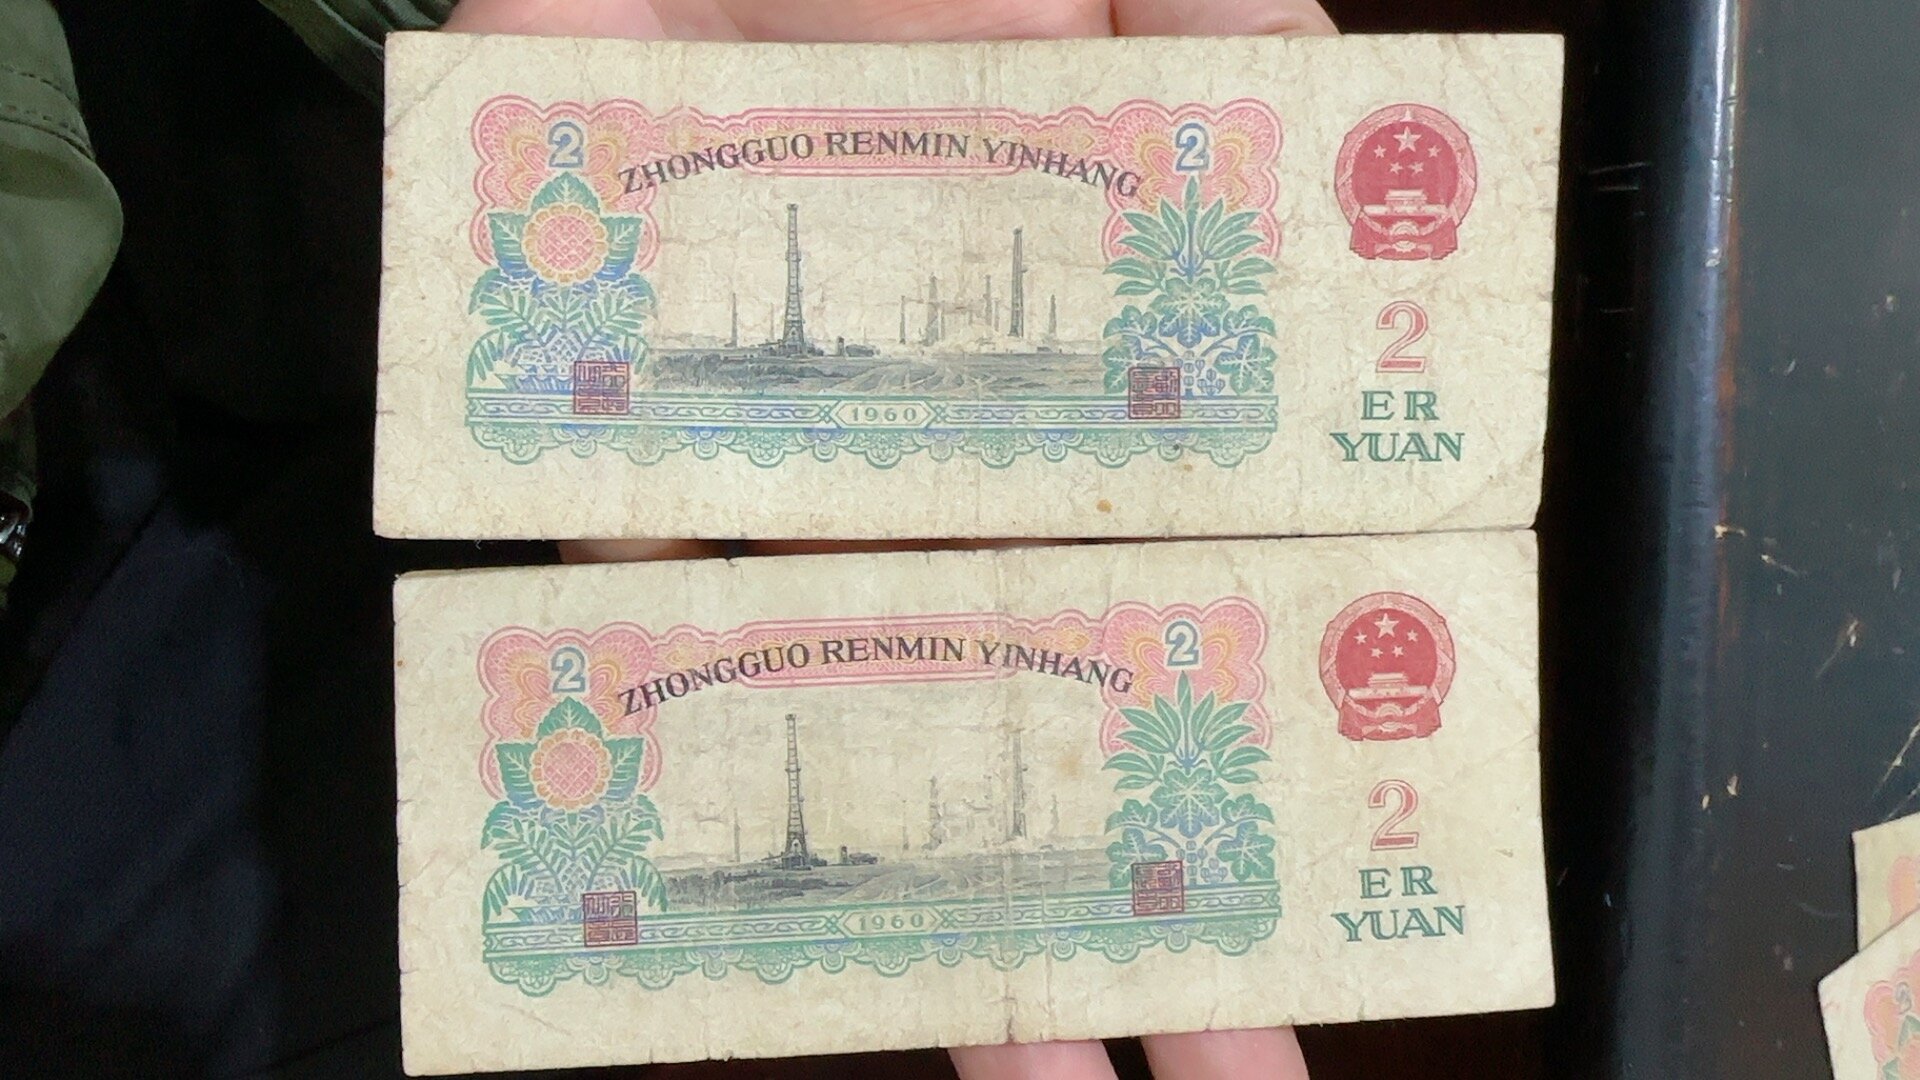 2
ZHONGGUO RENMIN YINHANG
2
2
ER
YUAN
1960
2
ZHONGGUO RENMIN YINHANG
2
2
ER
YUAN
1960